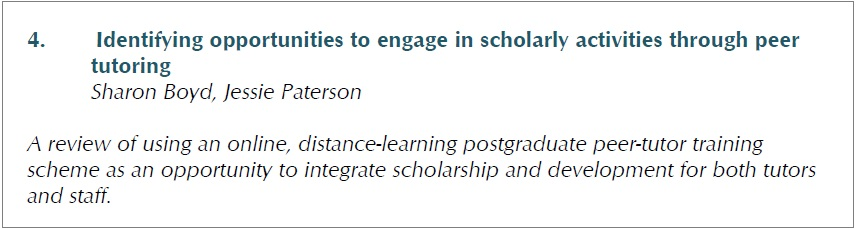 4. Identifying opportunities to engage in scholarly activities through peer
tutoring
Sharon Boyd, Jessie Paterson
A review of using an online, distance-learning postgraduate peer-tutor training
scheme as an opportunity to integrate scholarship and development for both tutors
and staff.